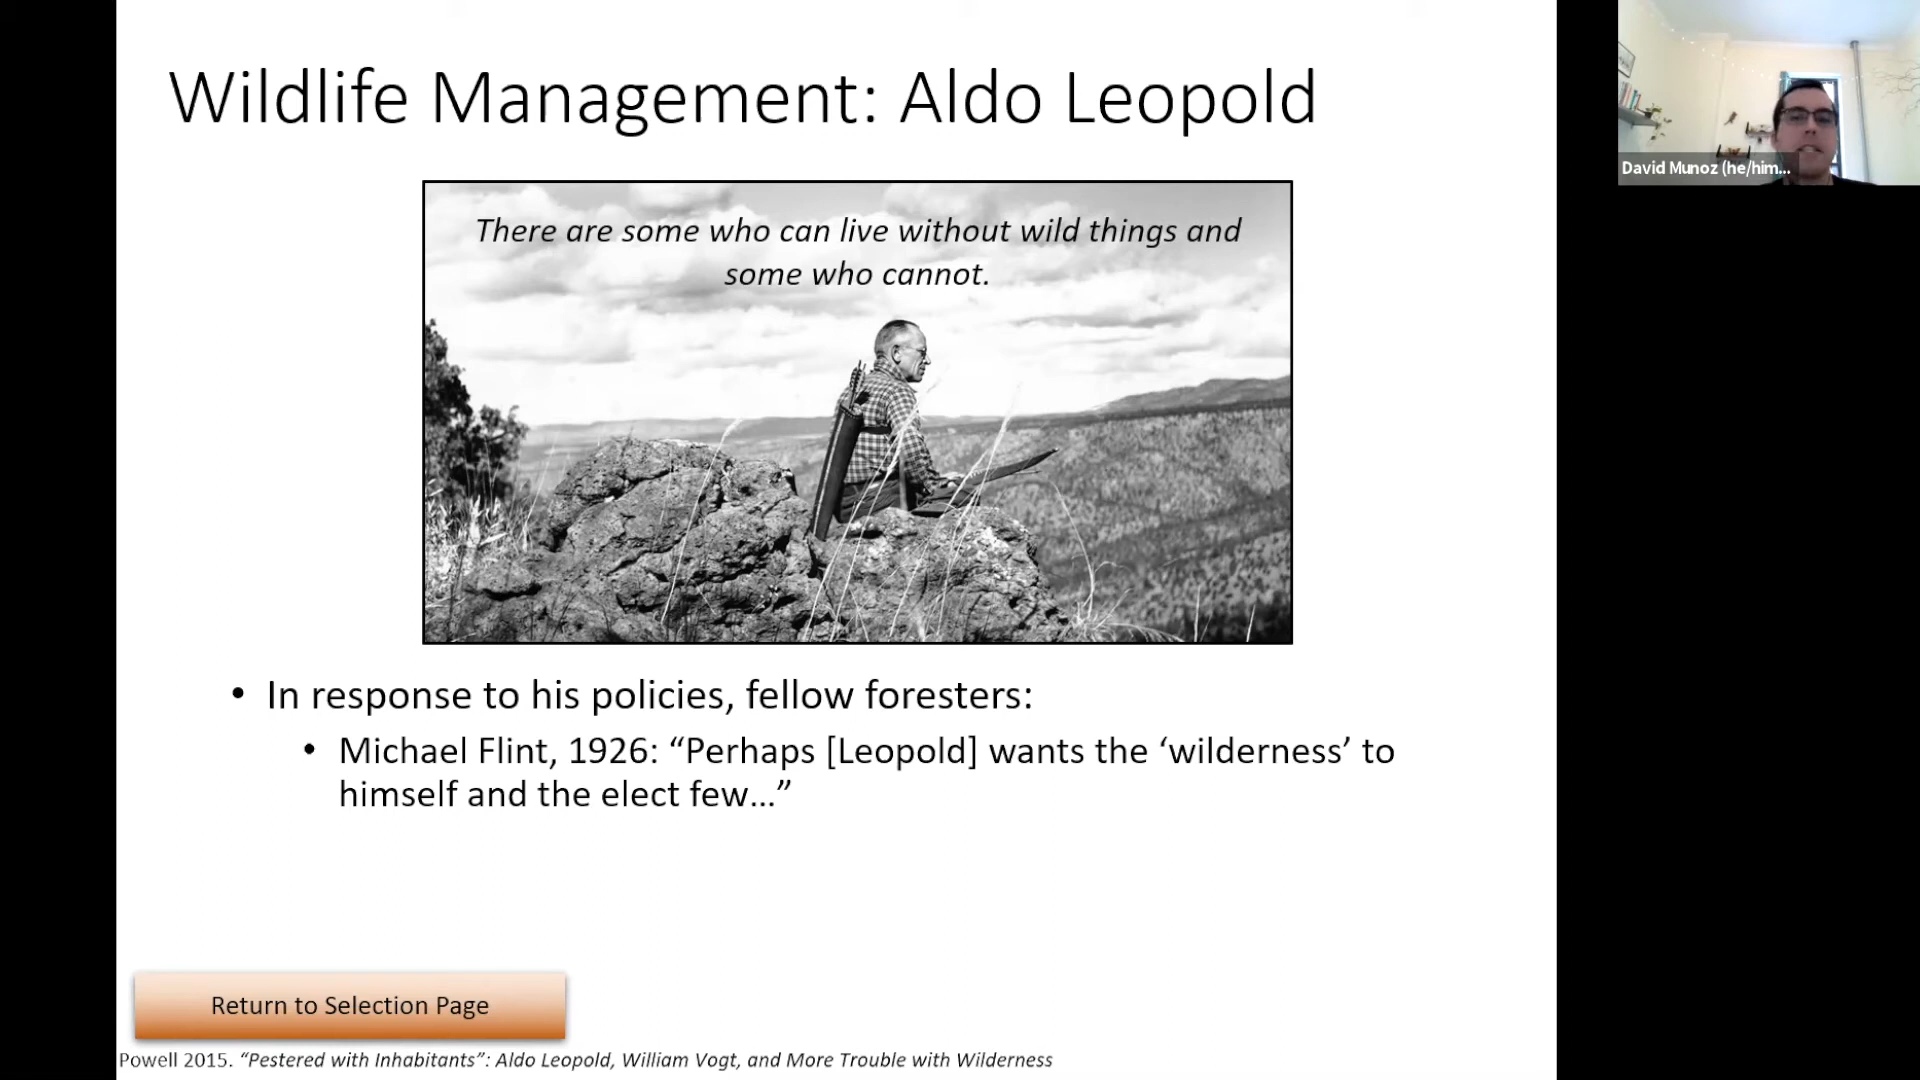 Wildlife Management: Aldo Leopold
There are some who can live without wild things and
some who cannot.
• In response to his policies, fellow foresters:
• Michael Flint, 1926: “Perhaps [Leopold] wants the ‘wilderness’ to
himself and the elect few…”
Return to Selection Page
Powell 2015. “Pestered with Inhabitants”: Aldo Leopold, William Vogt, and More Trouble with Wilderness
David Munoz (he/him...